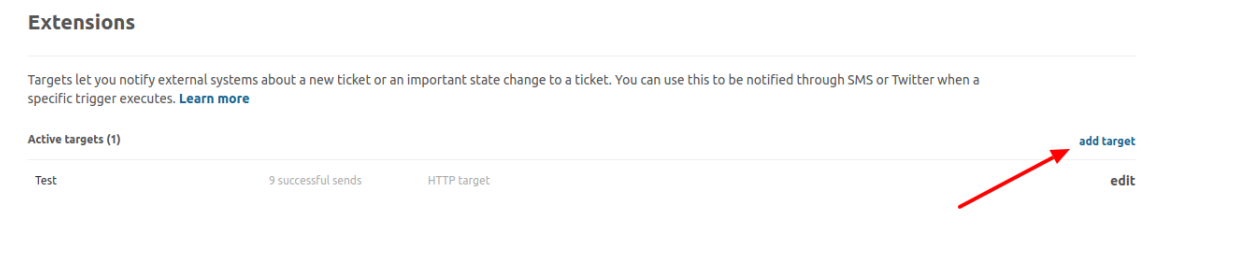 Extensions
Targets let you notify external systems about a new ticket or an important state change to a ticket. You can use this to be notified through SMS or Twitter when a
specific trigger executes. Learn more
Active targets (1)
add target
Test 9 successful sends HTTP target edit